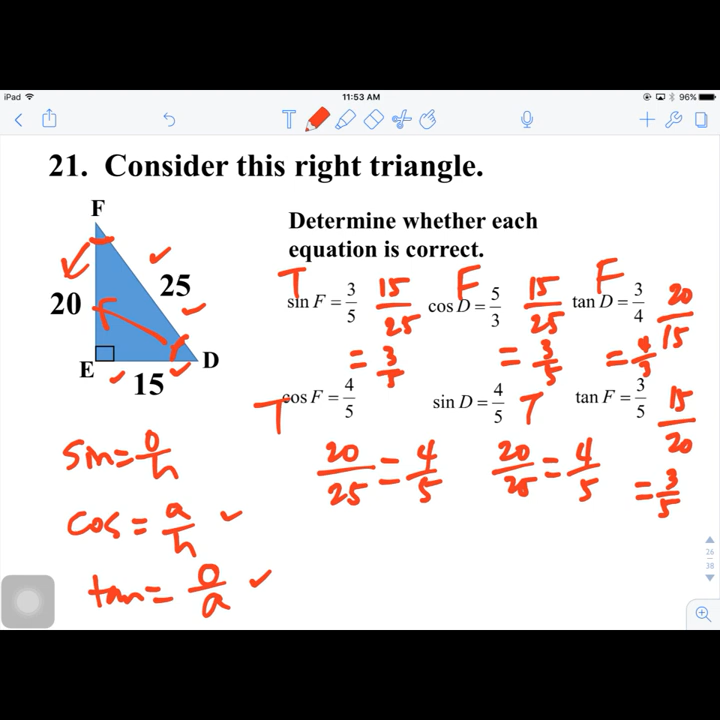 iPad 11:53 AM 96%
T
21. Consider this right triangle.
F
Determine whether each
equation is correct.
20
25
E
15
D
T sin F = 3/5 15/25 = 3/5
F cos D = 5/3 15/25 = 3/5
F tan D = 3/4 20/15 = 4/3
T cos F = 4/5 20/25 = 4/5
sin D = 4/5 T 20/25 = 4/5
tan F = 3/5 15/20 = 3/5
sin = o/h
cos = a/h
tan = o/a
26
38